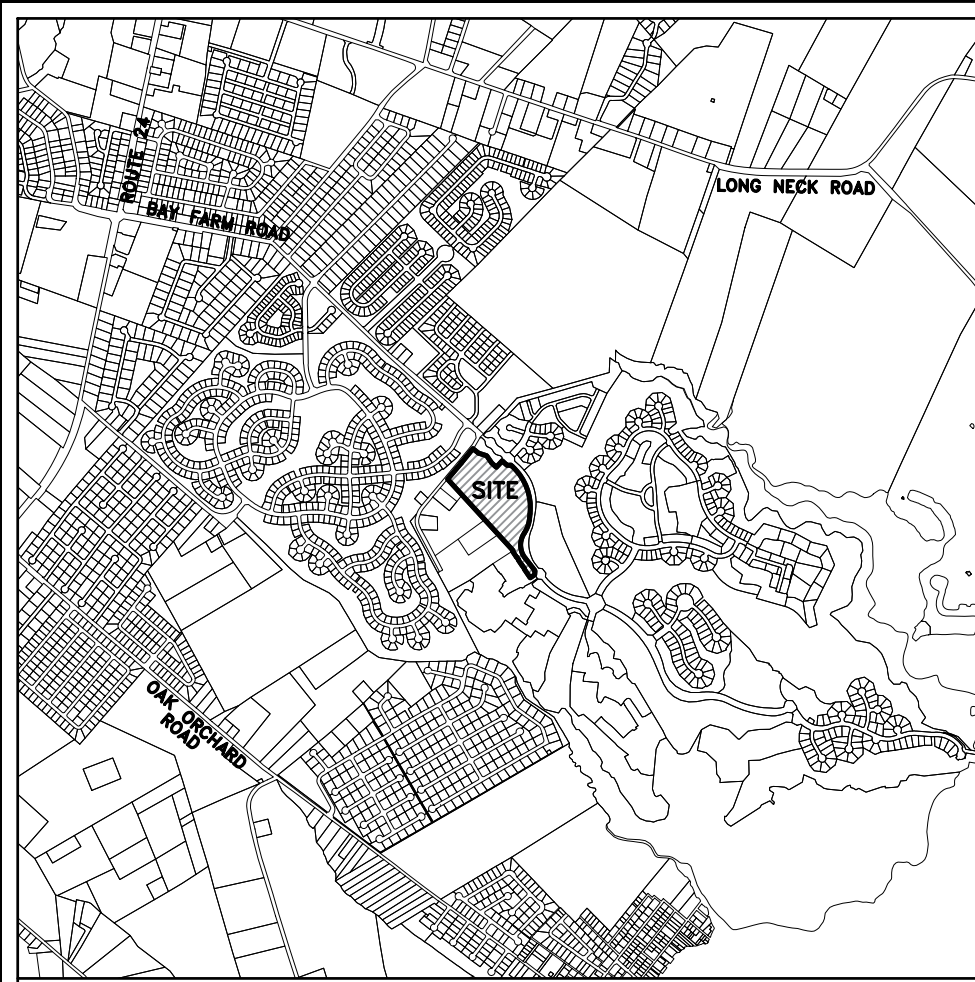 ROUTE 24
LONG NECK ROAD
BAY FARM ROAD
SITE
OAK ORCHARD
ROAD